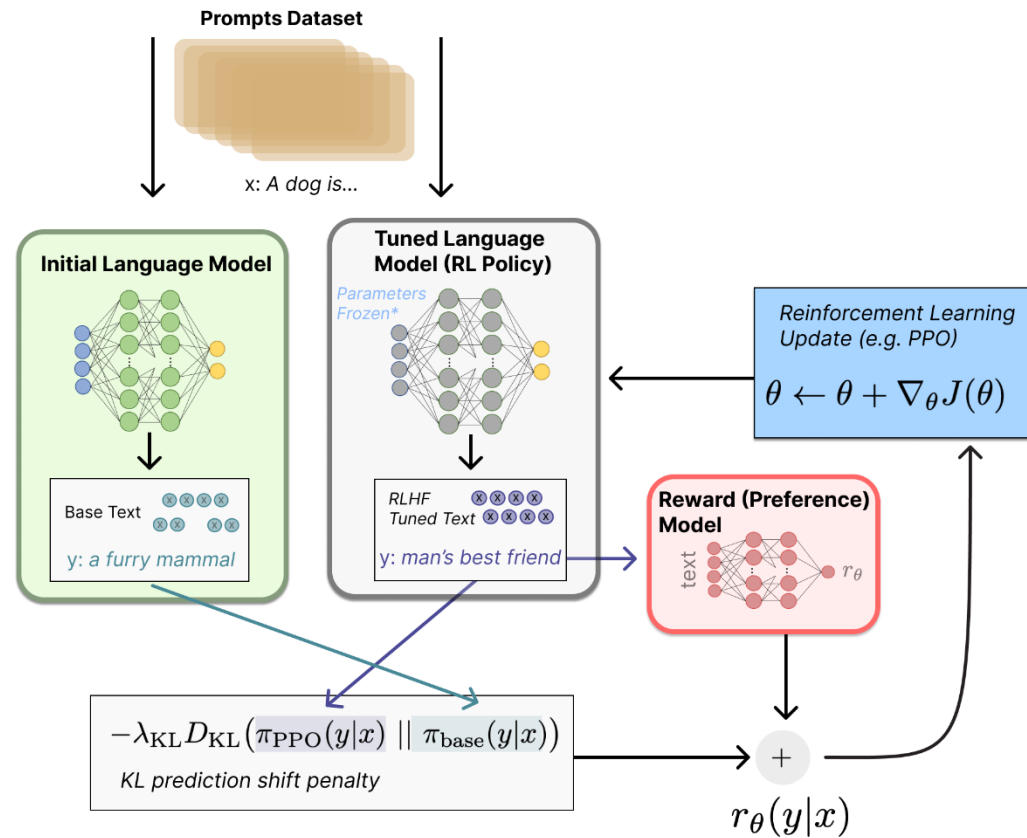 Prompts Dataset
x: A dog is...
Initial Language Model
Tuned Language
Model (RL Policy)
Parameters
Frozen*
Reinforcement Learning
Update (e.g. PPO)
θ ← θ + ∇θJ(θ)
Base Text
x x x x
x x x x
y: a furry mammal
RLHF
Tuned Text
x x x x
x x x x
y: man's best friend
Reward (Preference)
Model
text
rθ
−λKL DKL(πPPO(y|x) || πbase(y|x))
KL prediction shift penalty
+
rθ(y|x)